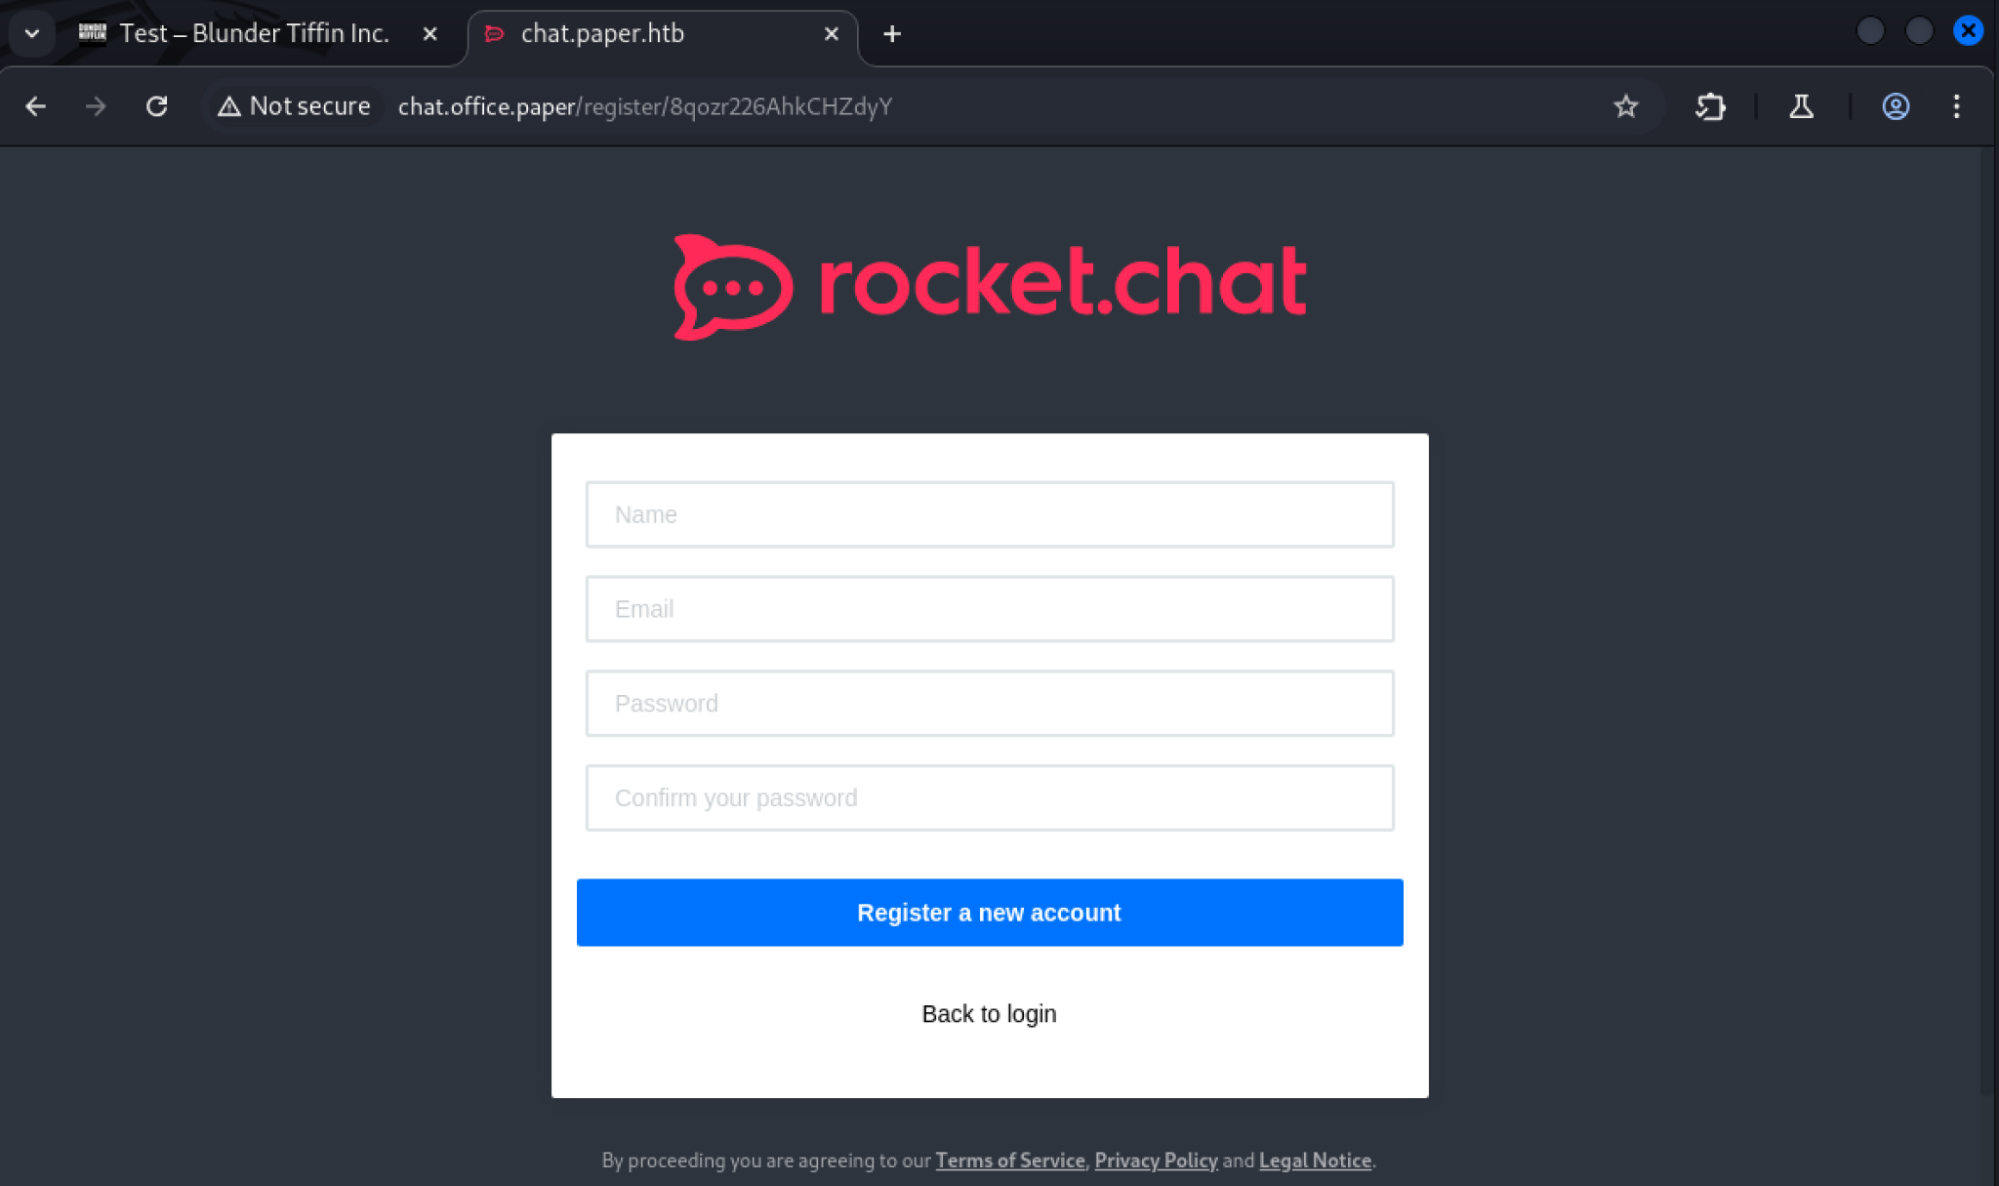 Test – Blunder Tiffin Inc.
chat.paper.htb
Not secure
chat.office.paper/register/8qozr226AhkCHZdyY
rocket.chat
Name
Email
Password
Confirm your password
Register a new account
Back to login
By proceeding you are agreeing to our Terms of Service, Privacy Policy and Legal Notice.